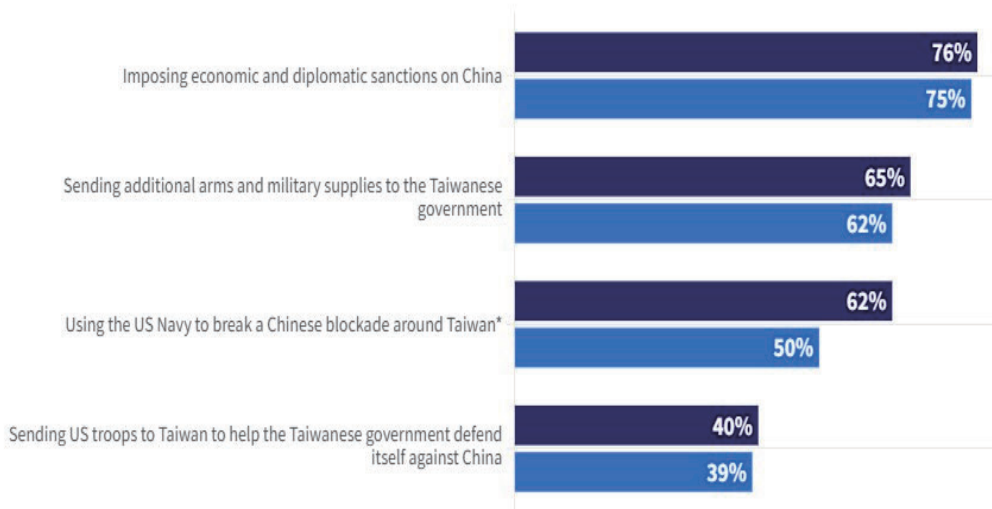 Imposing economic and diplomatic sanctions on China
76%
75%
Sending additional arms and military supplies to the Taiwanese
government
65%
62%
Using the US Navy to break a Chinese blockade around Taiwan*
62%
50%
Sending US troops to Taiwan to help the Taiwanese government defend
itself against China
40%
39%